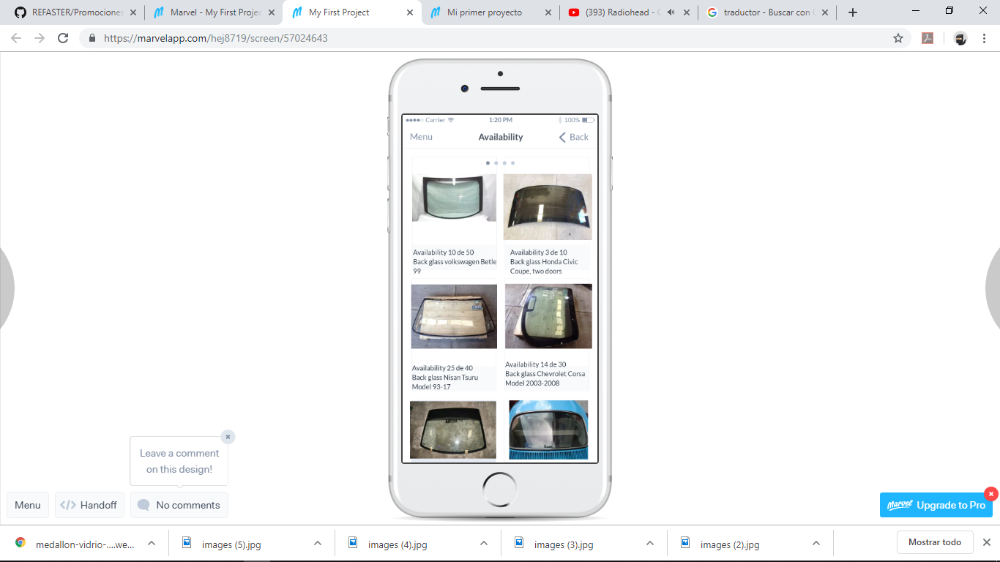 REFASTER/Promociones
Marvel - My First Projec
My First Project
Mi primer proyecto
(393) Radiohead -
traductor - Buscar con
https://marvelapp.com/hej8719/screen/57024643
Carrier 1:20 PM 100%
Menu Availability Back
Availability 10 de 50
Back glass volkswagen Betle
99
Availability 3 de 10
Back glass Honda Civic
Coupe, two doors
Availability 25 de 40
Back glass Nisan Tsuru
Model 93-17
Availability 14 de 30
Back glass Chevrolet Corsa
Model 2003-2008
Leave a comment
on this design!
Menu
Handoff
No comments
Marvel Upgrade to Pro
medallon-vidrio-....we...
images (5).jpg
images (4).jpg
images (3).jpg
images (2).jpg
Mostrar todo